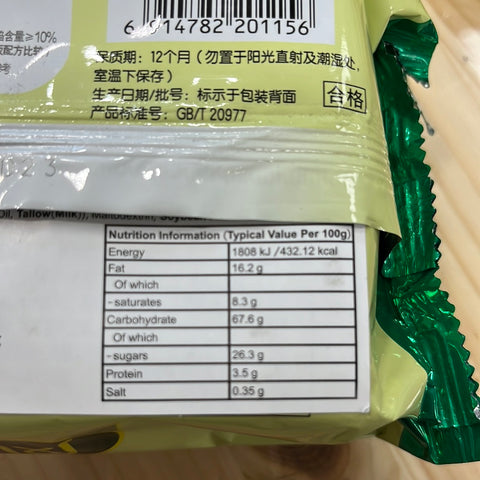 6 914782 201156
含量≥10%
配方比较
保质期：12个月（勿置于阳光直射及潮湿处，
室温下保存）
生产日期/批号：标示于包装背面
合格
产品标准号：GB/T 20977
Oil, Tallow(Milk)), Maltodextrin,
Nutrition Information (Typical Value Per 100g)
Energy 1808 kJ /432.12 kcal
Fat 16.2 g
Of which
-saturates 8.3 g
Carbohydrate 67.6 g
Of which
-sugars 26.3 g
Protein 3.5 g
Salt 0.35 g